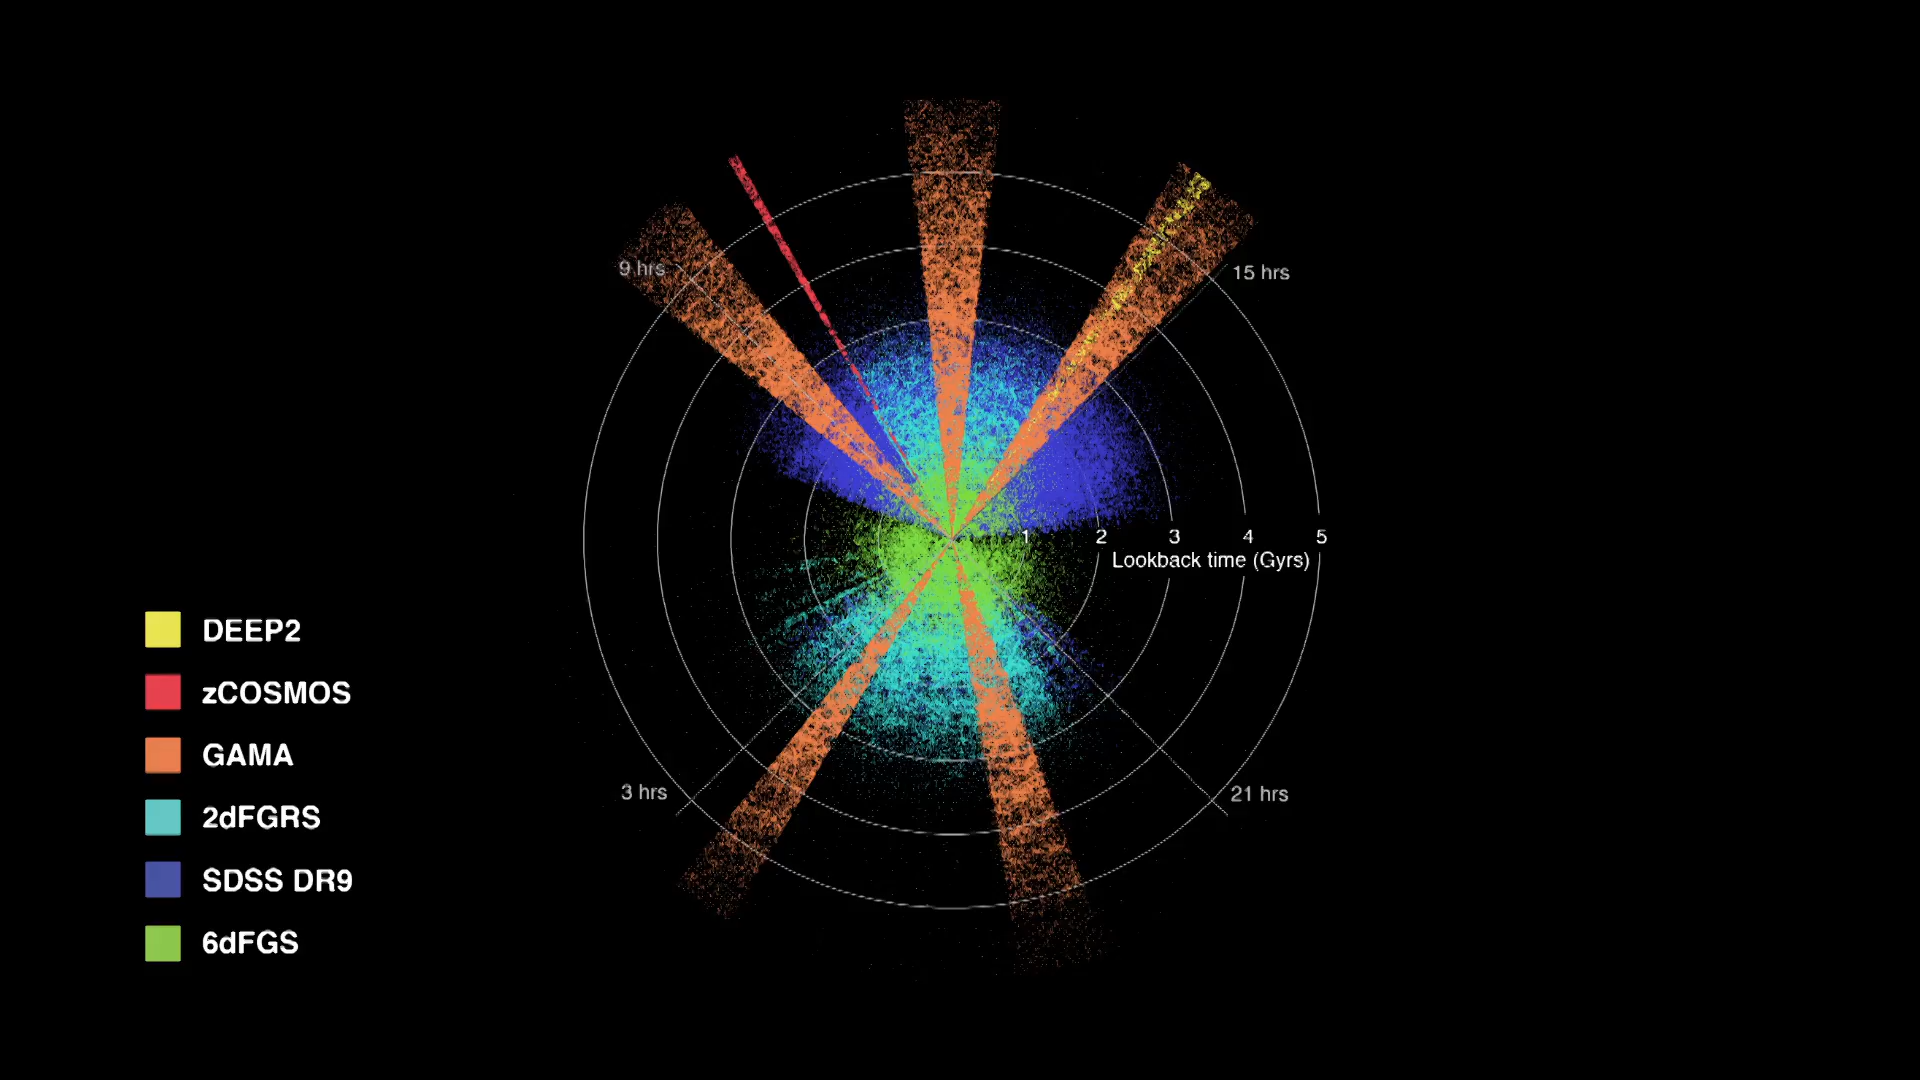 9 hrs
15 hrs
1 2 3 4 5
Lookback time (Gyrs)
3 hrs
21 hrs
DEEP2
zCOSMOS
GAMA
2dFGRS
SDSS DR9
6dFGS